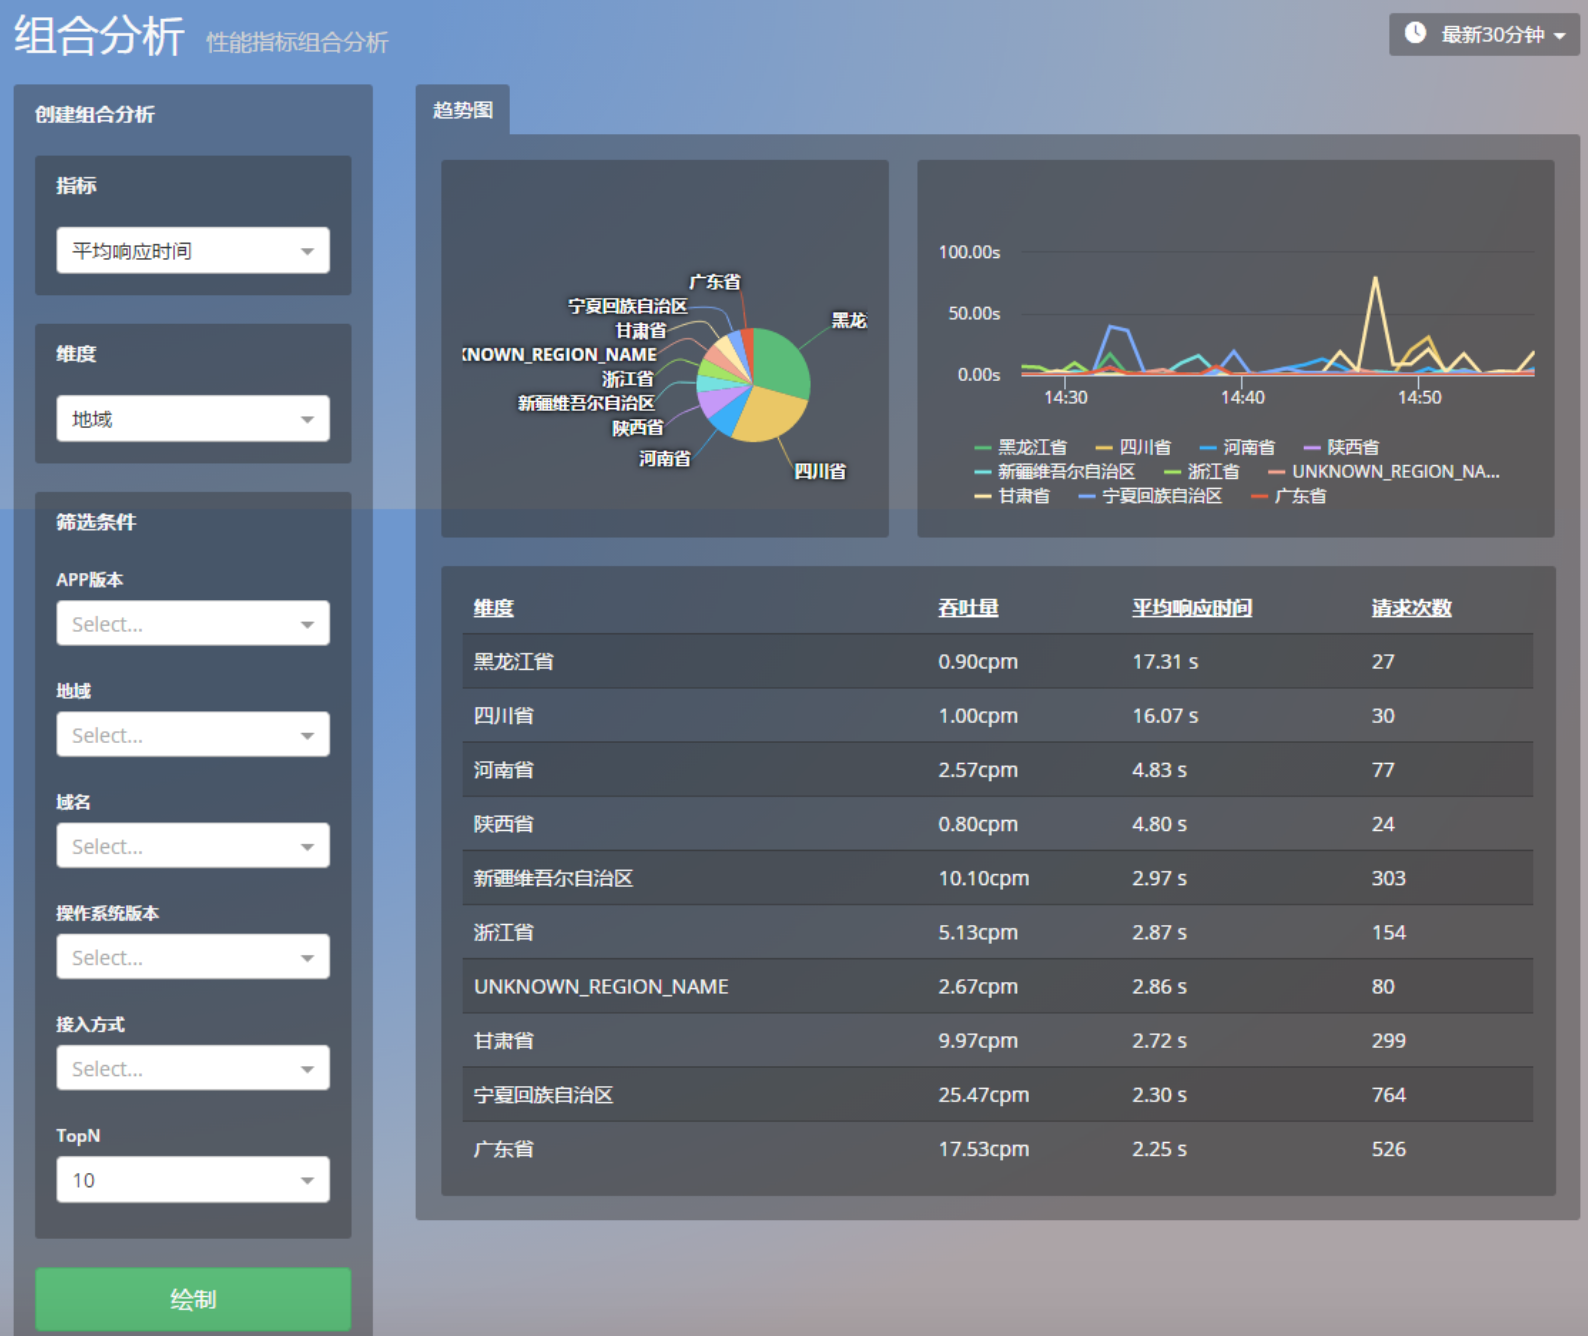 组合分析 性能指标组合分析
最新30分钟
创建组合分析
指标
平均响应时间
维度
地域
筛选条件
APP版本
Select...
地域
Select...
域名
Select...
操作系统版本
Select...
接入方式
Select...
TopN
10
绘制
趋势图
广东省
宁夏回族自治区
黑龙
甘肃省
KNOWN_REGION_NAME
浙江省
新疆维吾尔自治区
陕西省
河南省
四川省
100.00s
50.00s
0.00s
14:30 14:40 14:50
黑龙江省 四川省 河南省 陕西省
新疆维吾尔自治区 浙江省 UNKNOWN_REGION_NA...
甘肃省 宁夏回族自治区 广东省
维度 吞吐量 平均响应时间 请求次数
黑龙江省 0.90cpm 17.31 s 27
四川省 1.00cpm 16.07 s 30
河南省 2.57cpm 4.83 s 77
陕西省 0.80cpm 4.80 s 24
新疆维吾尔自治区 10.10cpm 2.97 s 303
浙江省 5.13cpm 2.87 s 154
UNKNOWN_REGION_NAME 2.67cpm 2.86 s 80
甘肃省 9.97cpm 2.72 s 299
宁夏回族自治区 25.47cpm 2.30 s 764
广东省 17.53cpm 2.25 s 526